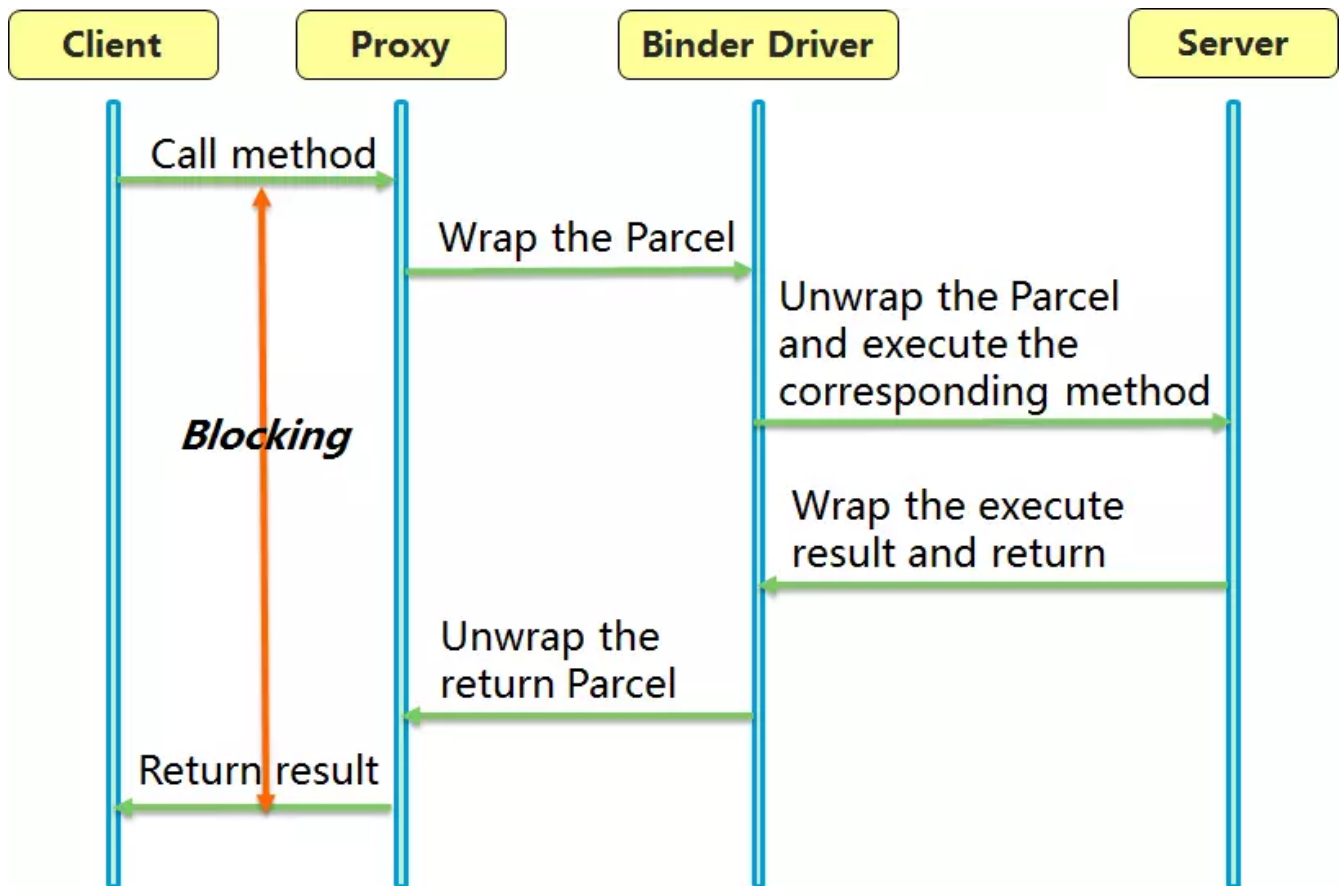 Client
Proxy
Binder Driver
Server
Call method
Wrap the Parcel
Unwrap the Parcel
and execute the
corresponding method
Blocking
Wrap the execute
result and return
Unwrap the
return Parcel
Return result